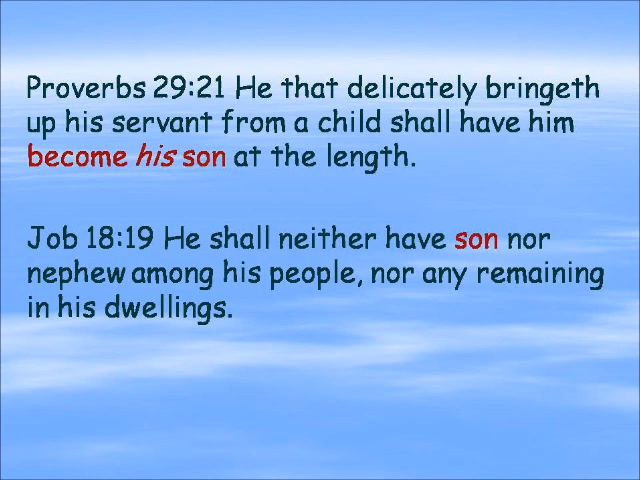 Proverbs 29:21 He that delicately bringeth
up his servant from a child shall have him
become his son at the length.
Job 18:19 He shall neither have son nor
nephew among his people, nor any remaining
in his dwellings.